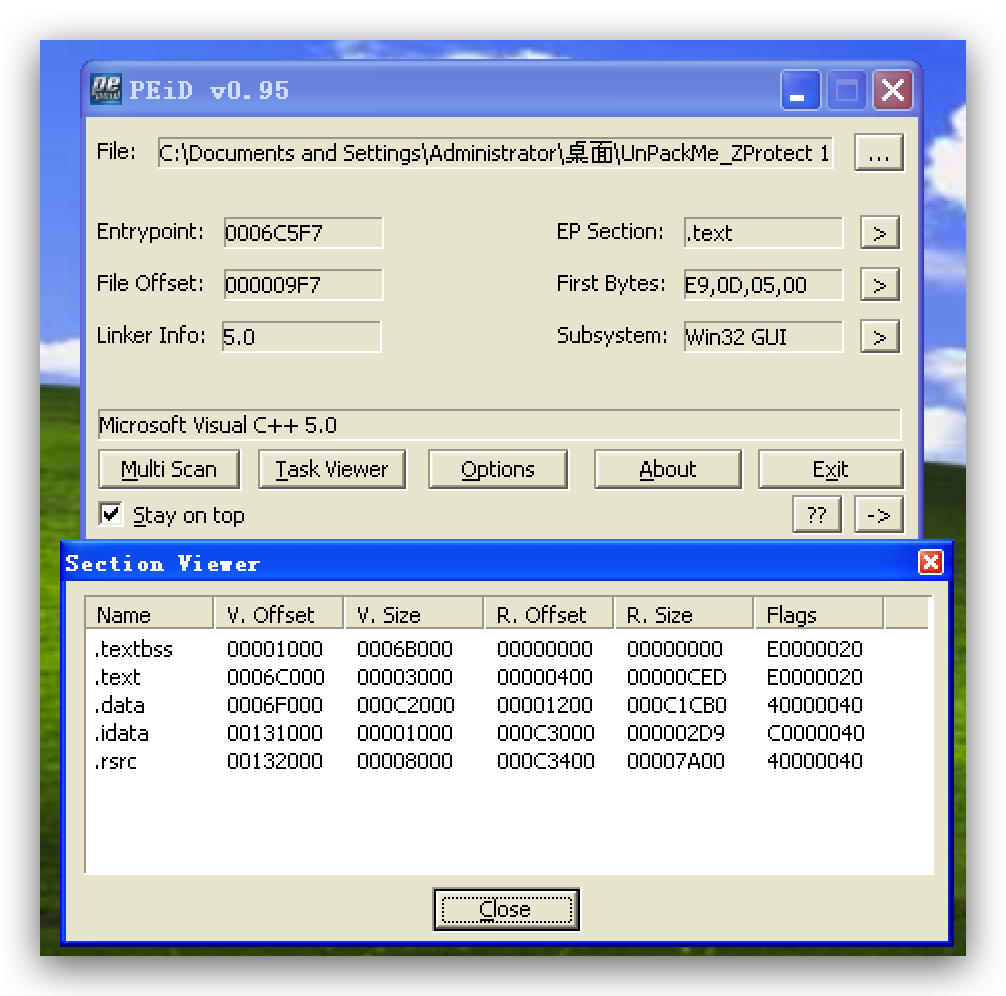 PEiD v0.95
File: C:\Documents and Settings\Administrator\桌面\UnPackMe_ZProtect 1 ...
Entrypoint: 0006C5F7 EP Section: .text >
File Offset: 000009F7 First Bytes: E9,0D,05,00 >
Linker Info: 5.0 Subsystem: Win32 GUI >
Microsoft Visual C++ 5.0
Multi Scan Task Viewer Options About Exit
Stay on top ?? ->
Section Viewer
Name V. Offset V. Size R. Offset R. Size Flags
.textbss 00001000 0006B000 00000000 00000000 E0000020
.text 0006C000 00003000 00000400 00000CED E0000020
.data 0006F000 000C2000 00001200 000C1CB0 40000040
.idata 00131000 00001000 000C3000 000002D9 C0000040
.rsrc 00132000 00008000 000C3400 00007A00 40000040
Close